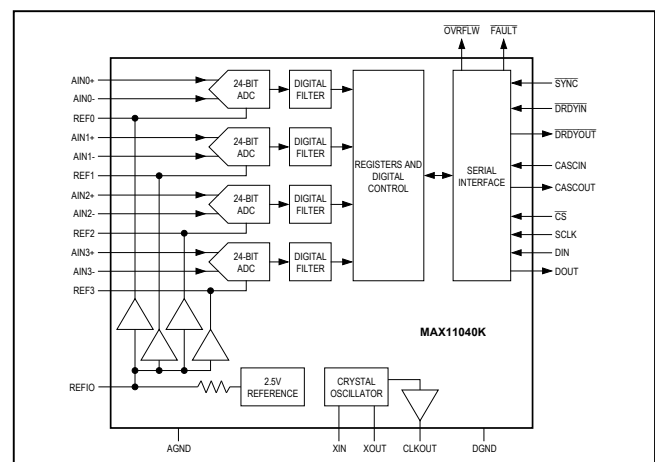 OVRFLW FAULT
AIN0+
AIN0-
REF0
AIN1+
AIN1-
REF1
AIN2+
AIN2-
REF2
AIN3+
AIN3-
REF3
REFIO
24-BIT
ADC
DIGITAL
FILTER
24-BIT
ADC
DIGITAL
FILTER
24-BIT
ADC
DIGITAL
FILTER
24-BIT
ADC
DIGITAL
FILTER
REGISTERS AND
DIGITAL
CONTROL
SERIAL
INTERFACE
SYNC
DRDYIN
DRDYOUT
CASCIN
CASCOUT
CS
SCLK
DIN
DOUT
MAX11040K
2.5V
REFERENCE
CRYSTAL
OSCILLATOR
AGND XIN XOUT CLKOUT DGND